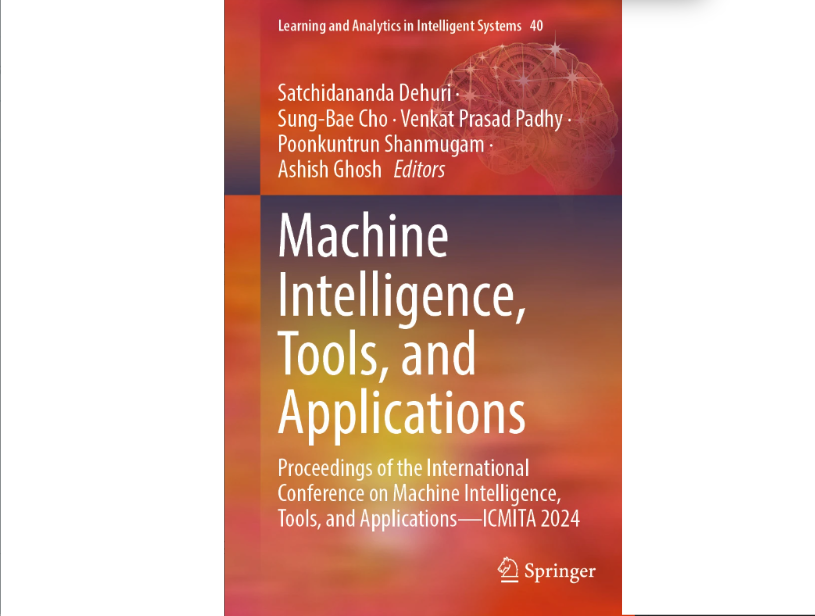 Learning and Analytics in Intelligent Systems 40
Satchidananda Dehuri ·
Sung-Bae Cho · Venkat Prasad Padhy ·
Poonkuntrun Shanmugam ·
Ashish Ghosh Editors
Machine
Intelligence,
Tools, and
Applications
Proceedings of the International
Conference on Machine Intelligence,
Tools, and Applications—ICMITA 2024
Springer